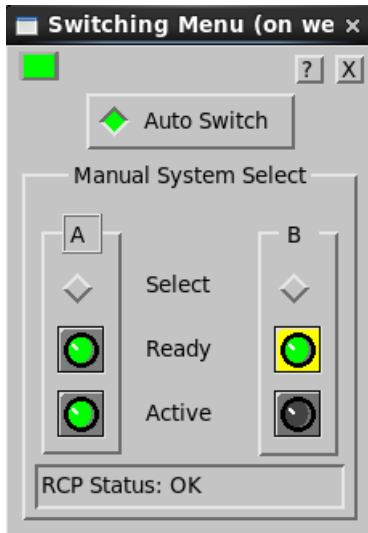 Switching Menu (on we ×
? X
Auto Switch
Manual System Select
A B
Select
Ready
Active
RCP Status: OK